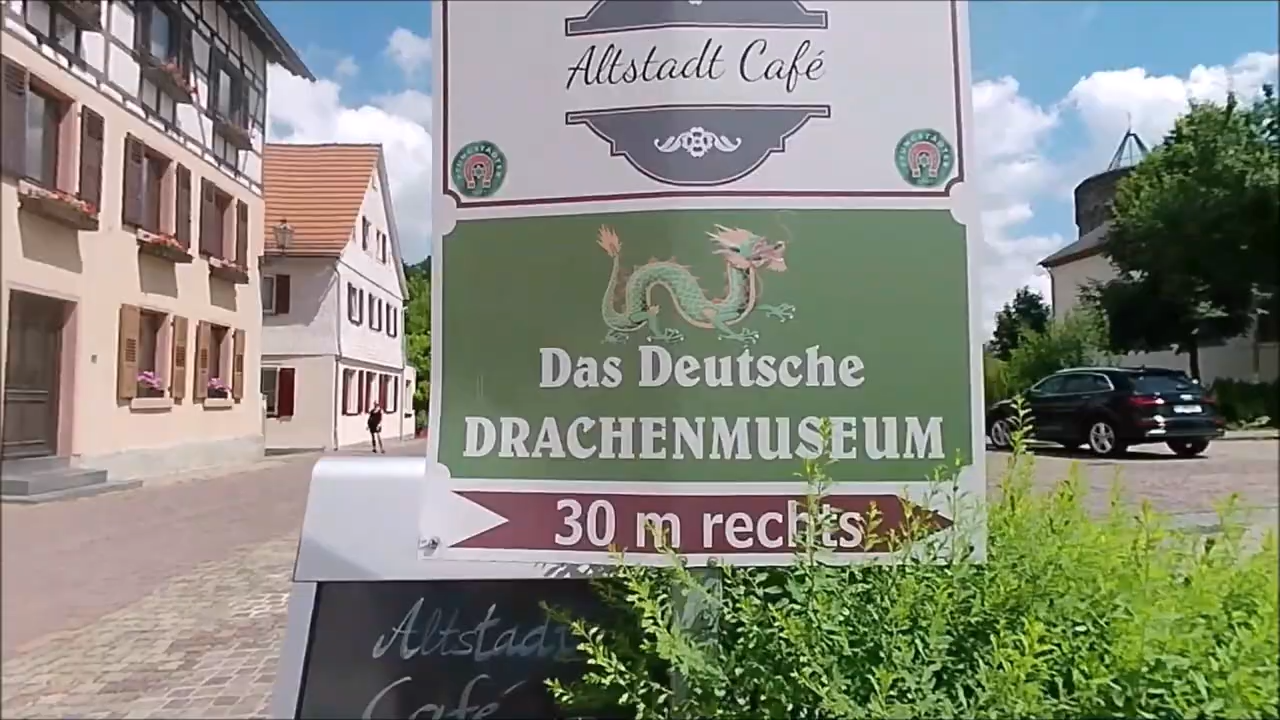 Altstadt Café
Das Deutsche
DRACHENMUSEUM
30 m rechts
Altstadt
Café